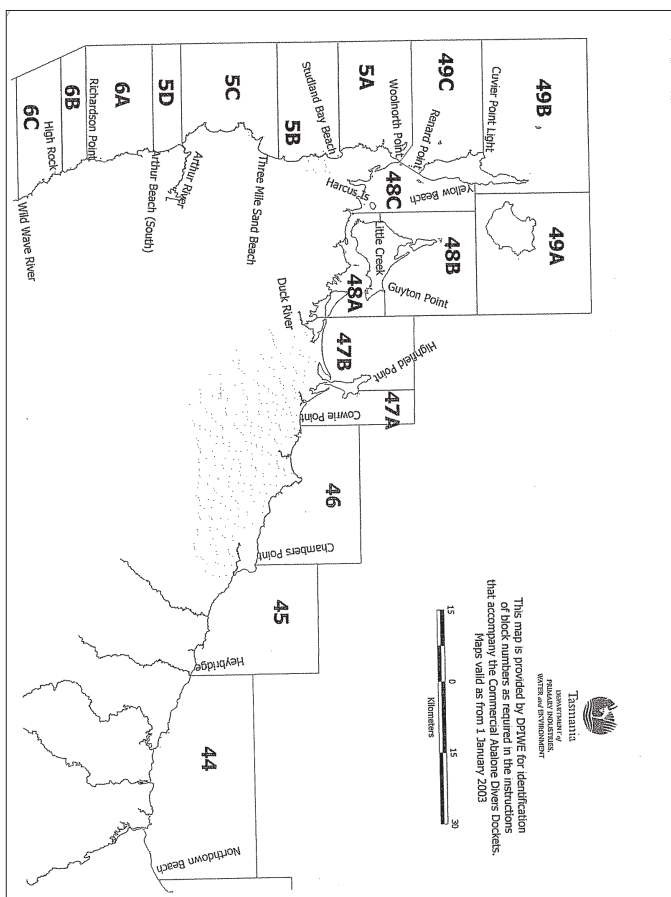 49B
Cuvier Point Light
49C
Renard Point
Woolnorth Point
5A
Studland Bay Beach
5B
5C
5D
6A
Richardson Point
6B
High Rock
6C
49A
Yellow Beach
48C
Harcus Is
48B
Little Creek
Guyton Point
48A
Three Mile Sand Beach
Arthur River
Arthur Beach (South)
Wild Wave River
Duck River
47B
Highfield Point
47A
Cowrie Point
46
Chambers Point
45
Heybridge
44
Northdown Beach
Tasmania
DEPARTMENT of
PRIMARY INDUSTRIES,
WATER and ENVIRONMENT
This map is provided by DPIWE for identification
of block numbers as required in the instructions
that accompany the Commercial Abalone Divers Dockets.
Maps valid as from 1 January 2003
15 0 15 30
Kilometers